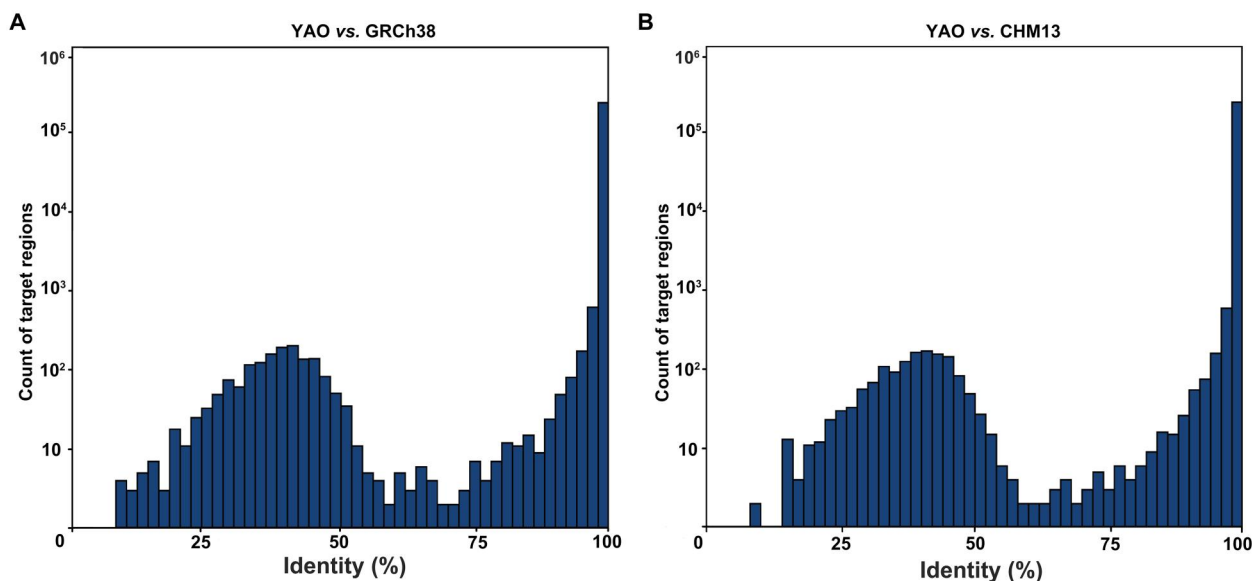 A
YAO vs. GRCh38
Count of target regions
10⁶
10⁵
10⁴
10³
10²
10
0 25 50 75 100
Identity (%)
B
YAO vs. CHM13
Count of target regions
10⁶
10⁵
10⁴
10³
10²
10
0 25 50 75 100
Identity (%)